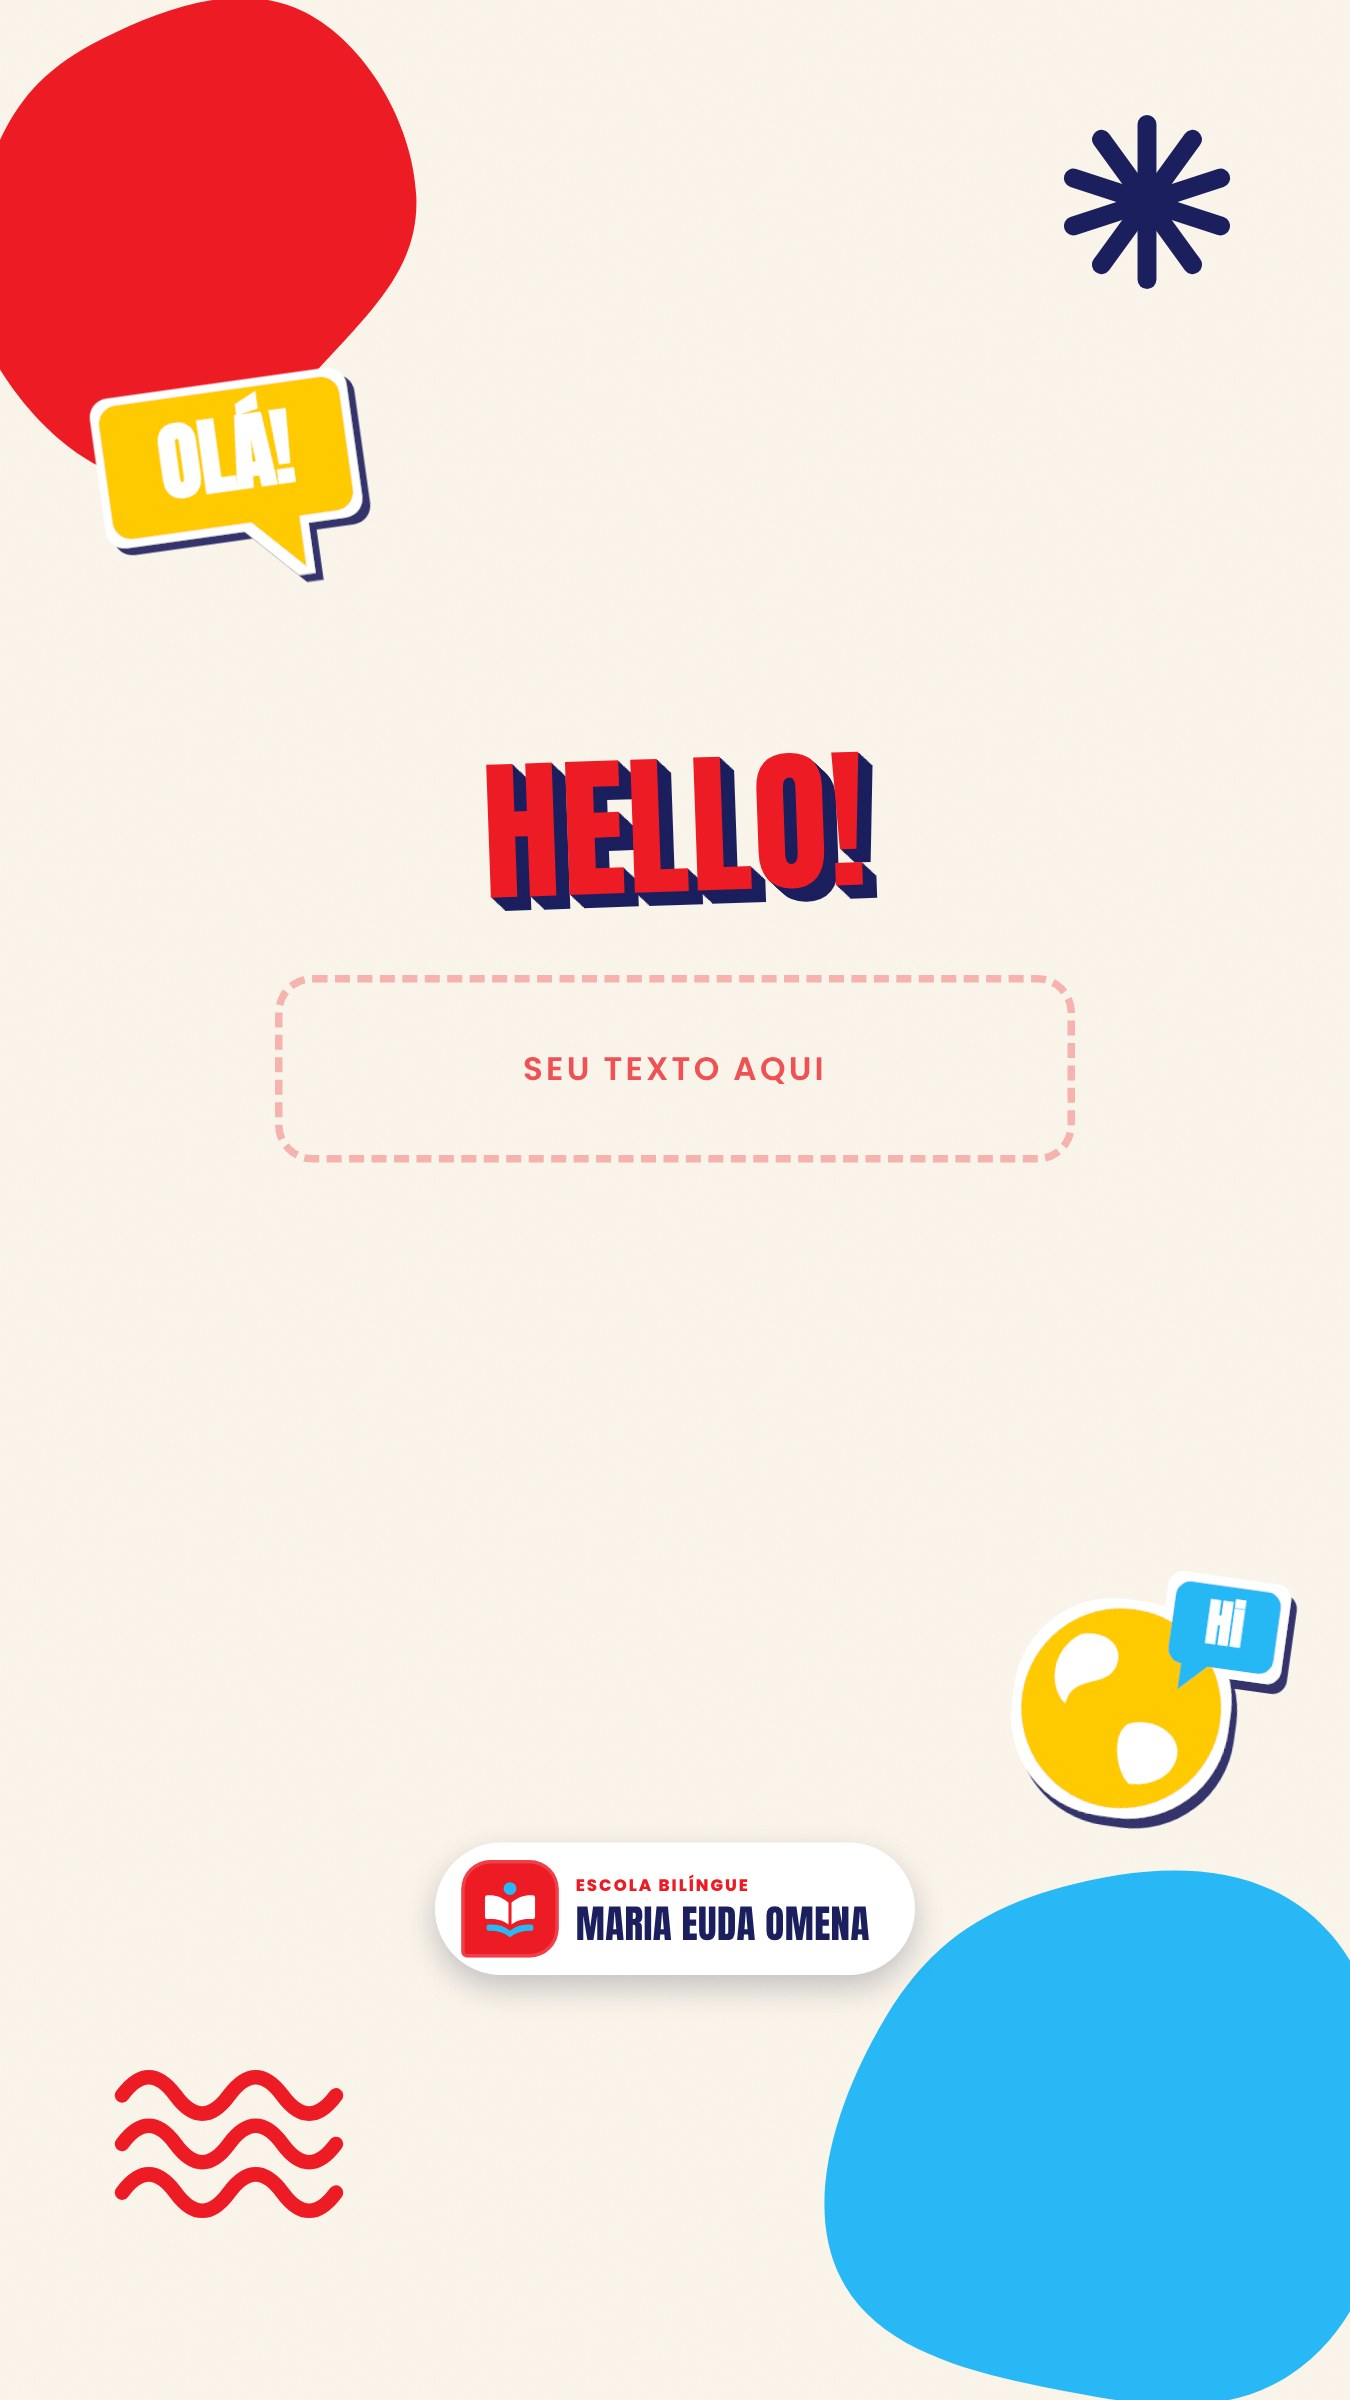 OLÁ!
HELLO!
SEU TEXTO AQUI
Hi
ESCOLA BILÍNGUE
MARIA EUDA OMENA